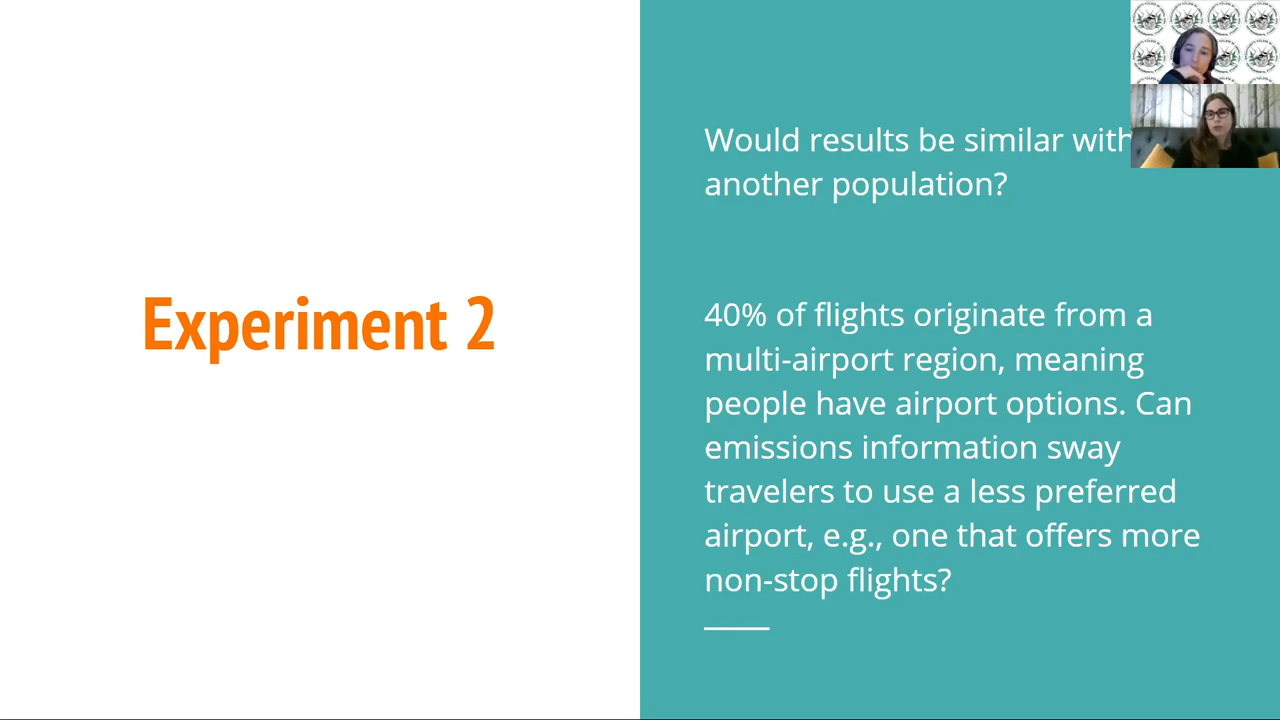 Experiment 2
Would results be similar with
another population?
40% of flights originate from a
multi-airport region, meaning
people have airport options. Can
emissions information sway
travelers to use a less preferred
airport, e.g., one that offers more
non-stop flights?